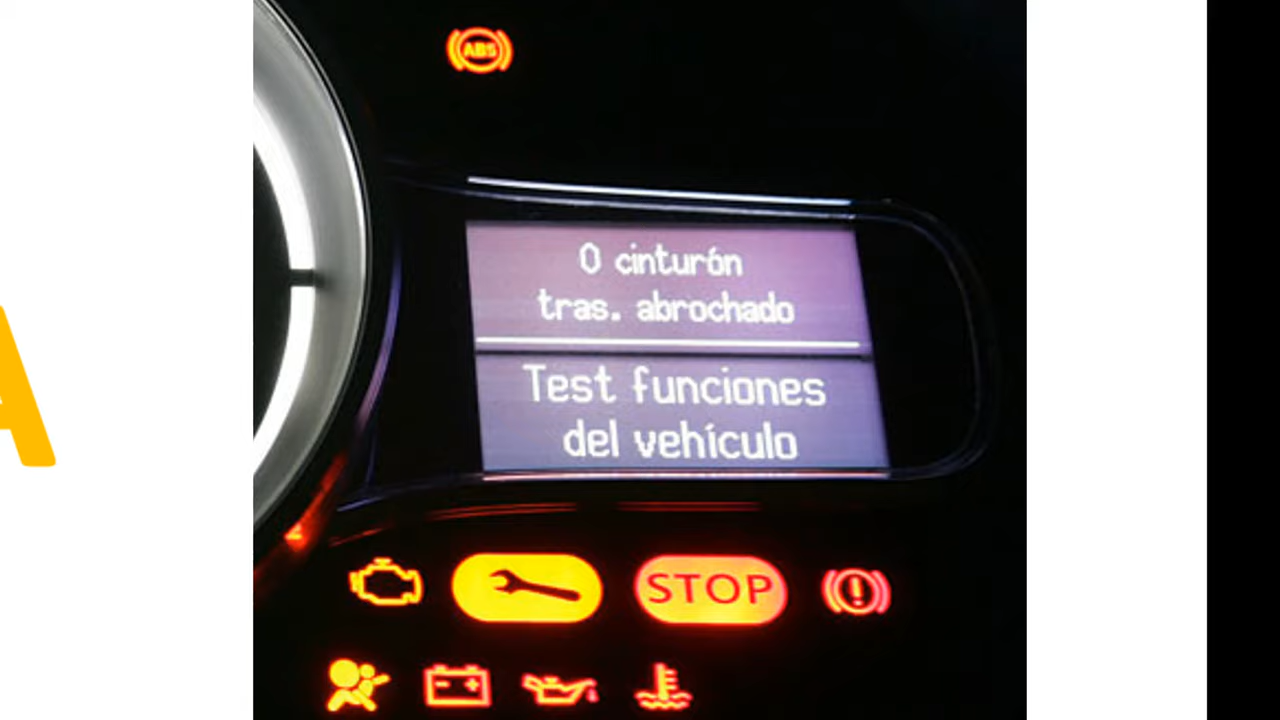 ABS
0 cinturón
tras. abrochado
Test funciones
del vehículo
STOP
A